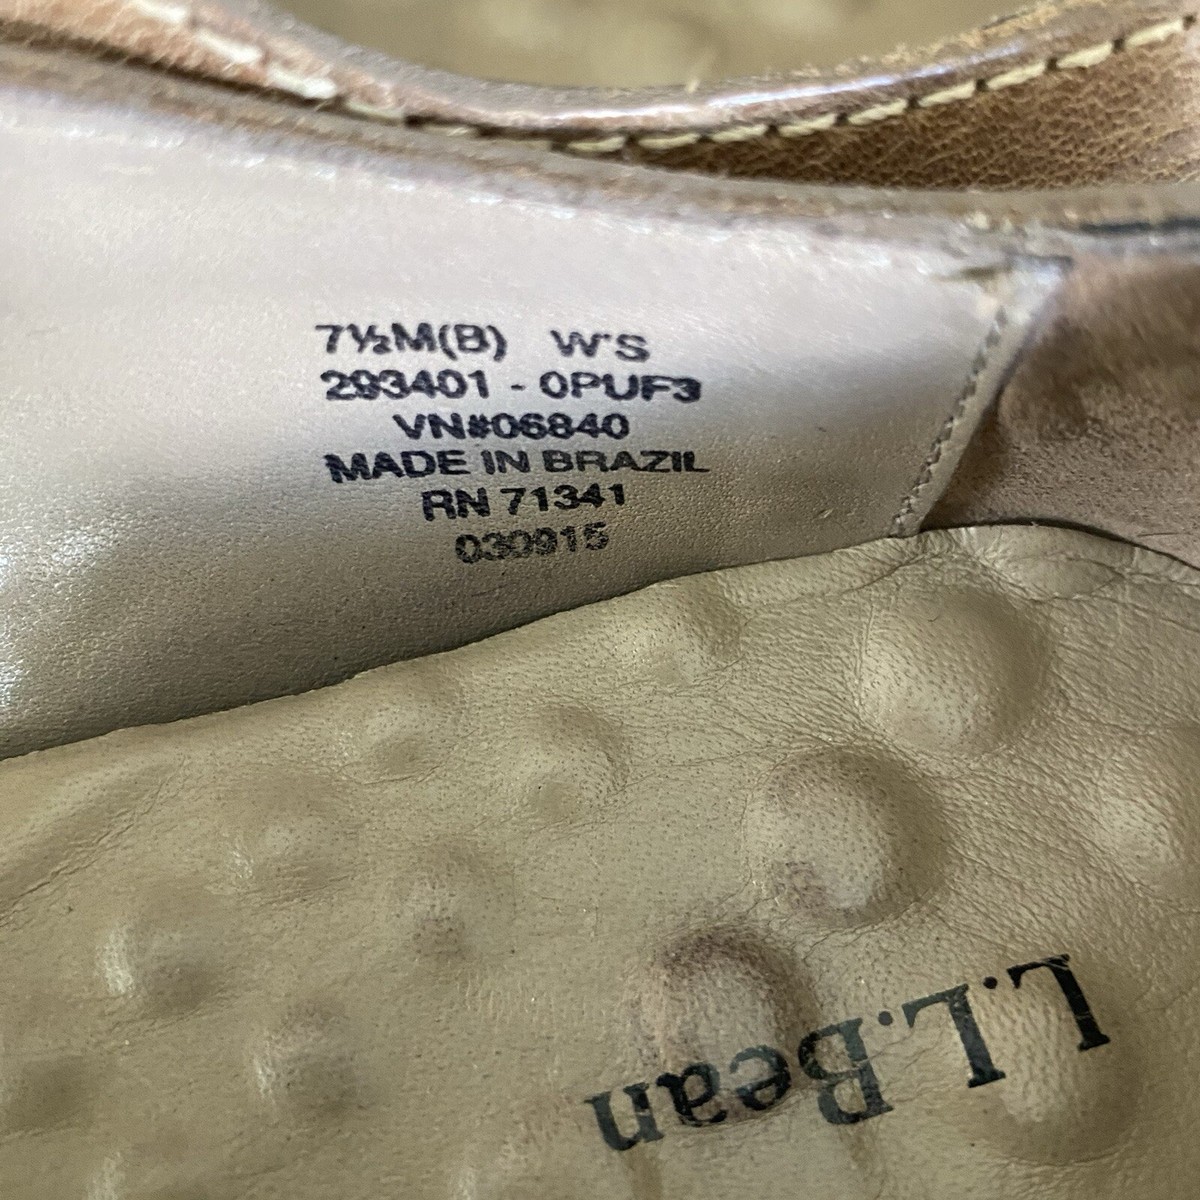 7½M(B) W'S
293401 - 0PUF3
VN#06840
MADE IN BRAZIL
RN 71341
030915
L.L.Bean